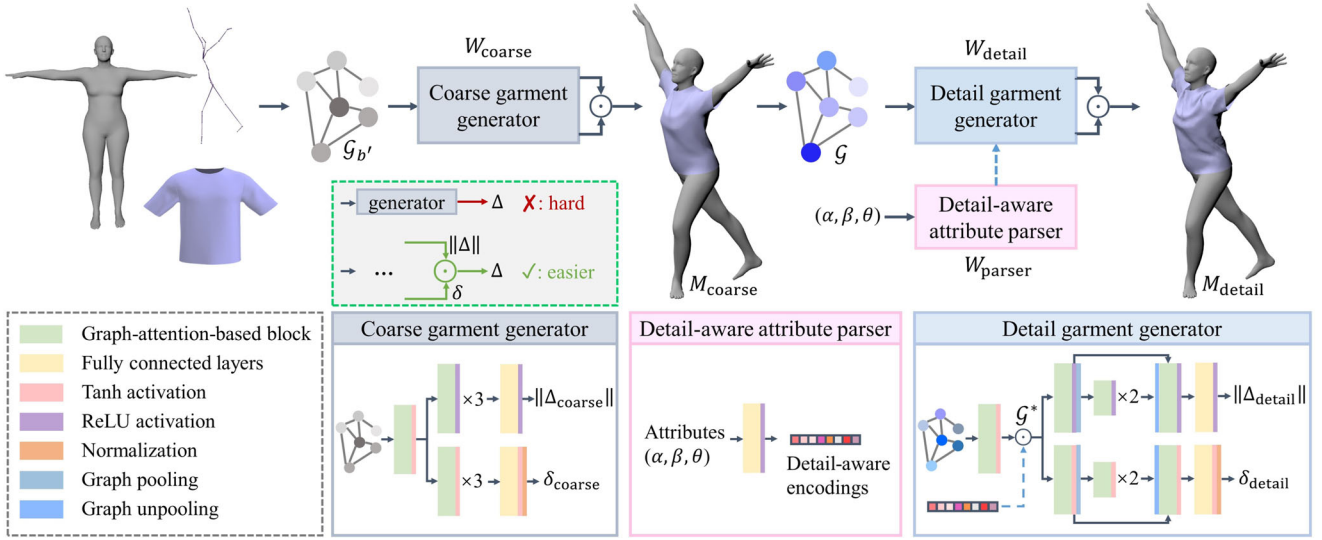 W_coarse
Coarse garment
generator
𝒢_b′
W_detail
Detail garment
generator
𝒢
(α, β, θ)
Detail-aware
attribute parser
W_parser
M_coarse
M_detail
generator
Δ
✗: hard
‖Δ‖
...
Δ
✓: easier
δ
Graph-attention-based block
Fully connected layers
Tanh activation
ReLU activation
Normalization
Graph pooling
Graph unpooling
Coarse garment generator
×3
‖Δ_coarse‖
×3
δ_coarse
Detail-aware attribute parser
Attributes
(α, β, θ)
Detail-aware
encodings
Detail garment generator
𝒢*
×2
‖Δ_detail‖
×2
δ_detail